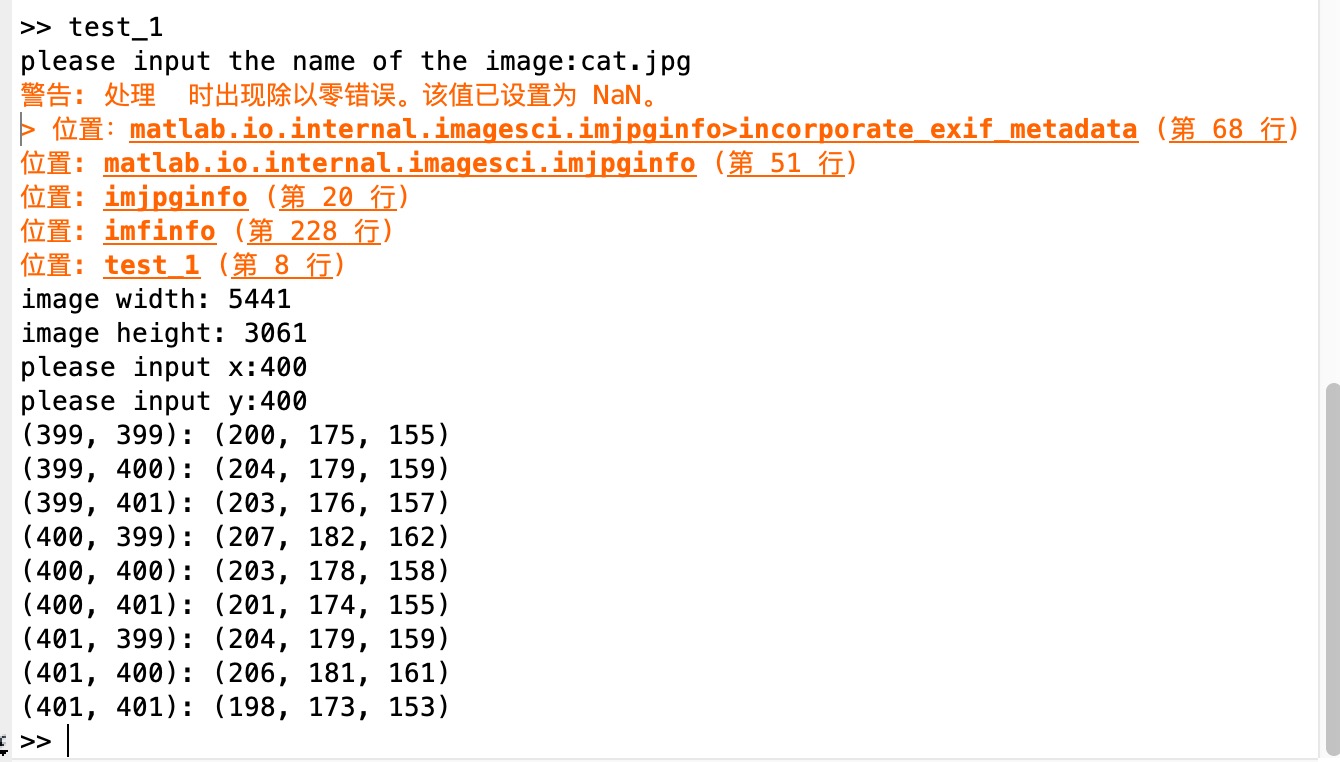 >> test_1
please input the name of the image:cat.jpg
警告: 处理  时出现除以零错误。该值已设置为 NaN。
> 位置: matlab.io.internal.imagesci.imjpginfo>incorporate_exif_metadata (第 68 行)
位置: matlab.io.internal.imagesci.imjpginfo (第 51 行)
位置: imjpginfo (第 20 行)
位置: imfinfo (第 228 行)
位置: test_1 (第 8 行)
image width: 5441
image height: 3061
please input x:400
please input y:400
(399, 399): (200, 175, 155)
(399, 400): (204, 179, 159)
(399, 401): (203, 176, 157)
(400, 399): (207, 182, 162)
(400, 400): (203, 178, 158)
(400, 401): (201, 174, 155)
(401, 399): (204, 179, 159)
(401, 400): (206, 181, 161)
(401, 401): (198, 173, 153)
>>